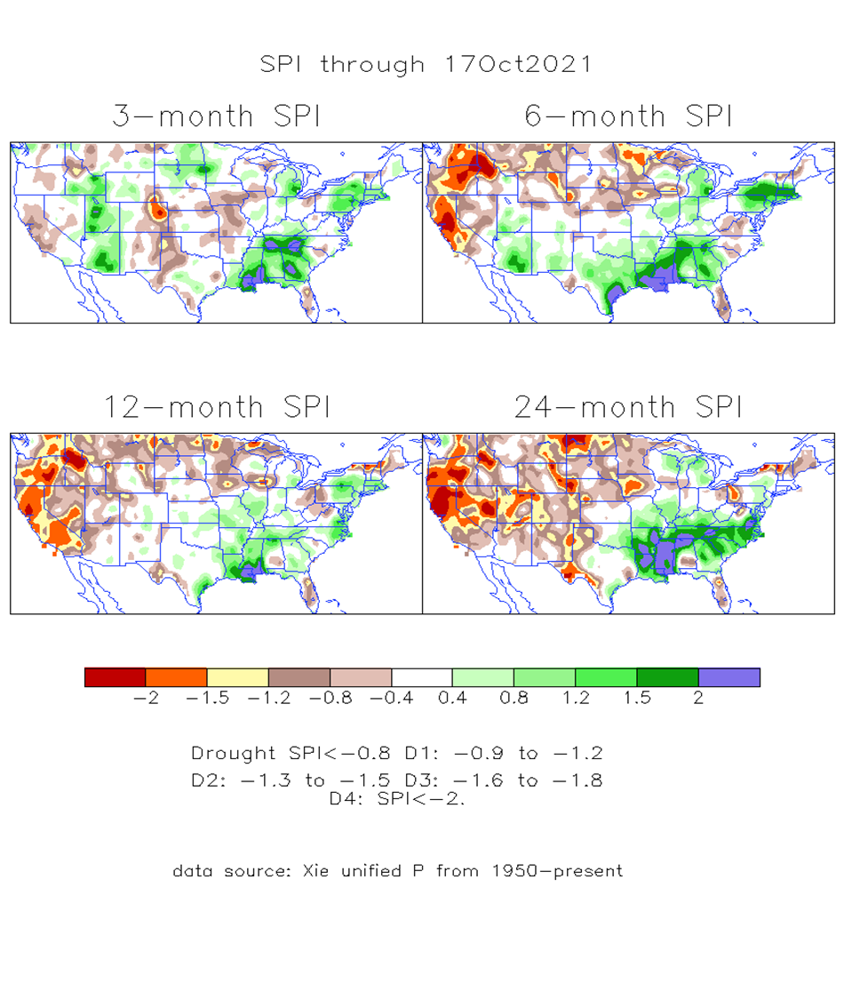 SPI through 17Oct2021
3-month SPI
6-month SPI
12-month SPI
24-month SPI
-2 -1.5 -1.2 -0.8 -0.4 0.4 0.8 1.2 1.5 2
Drought SPI<-0.8 D1: -0.9 to -1.2
D2: -1.3 to -1.5 D3: -1.6 to -1.8
D4: SPI<-2.
data source: Xie unified P from 1950-present